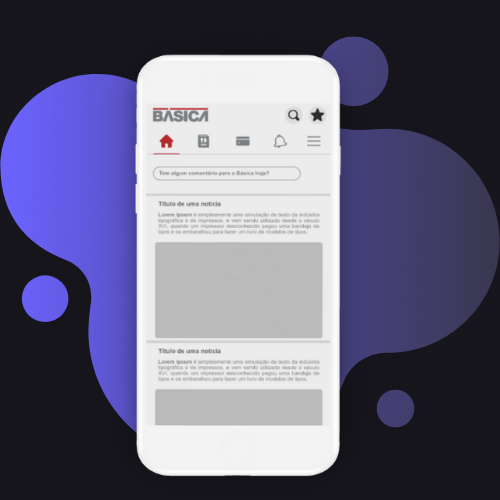 BÁSICA
Tem algum comentário para o Básica hoje?
Título de uma notícia
Lorem Ipsum é simplesmente uma simulação de texto da indústria
tipográfica e de impressos, e vem sendo utilizado desde o século
XVI, quando um impressor desconhecido pegou uma bandeja de
tipos e os embaralhou para fazer um livro de modelos de tipos.
Título de uma notícia
Lorem Ipsum é simplesmente uma simulação de texto da indústria
tipográfica e de impressos, e vem sendo utilizado desde o século
XVI, quando um impressor desconhecido pegou uma bandeja de
tipos e os embaralhou para fazer um livro de modelos de tipos.